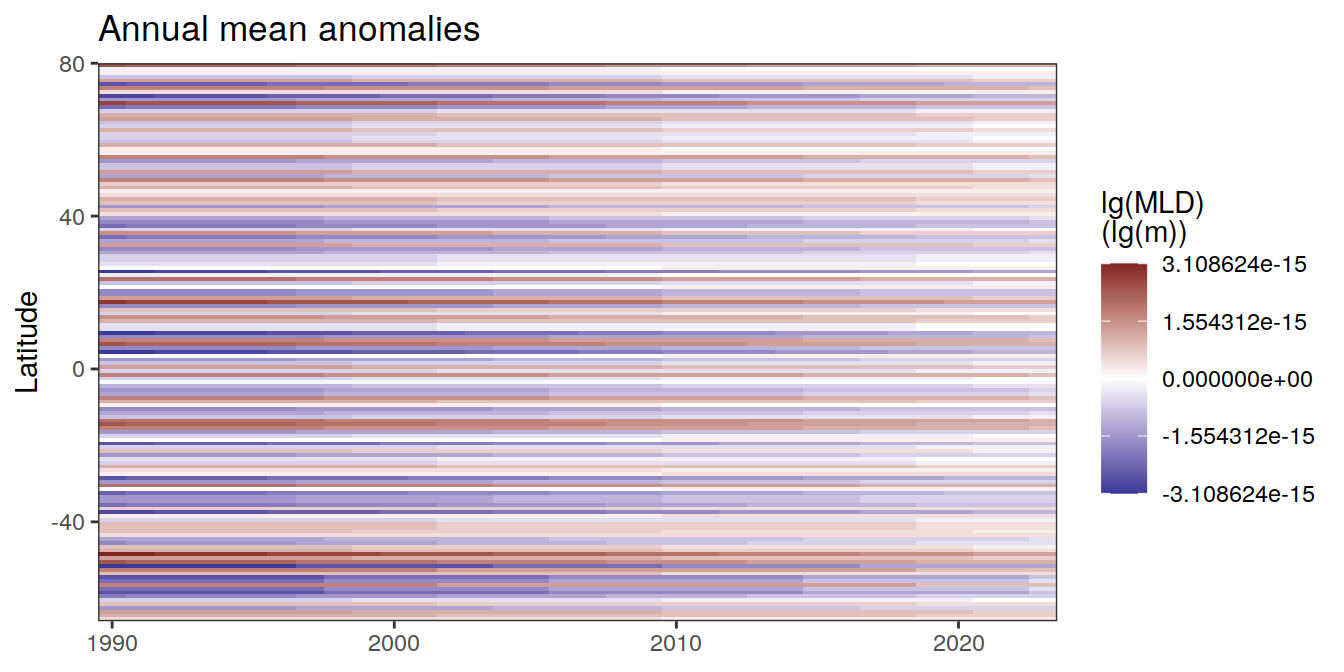 Annual mean anomalies
80
40
0
-40
Latitude
1990
2000
2010
2020
lg(MLD)
(lg(m))
3.108624e-15
1.554312e-15
0.000000e+00
-1.554312e-15
-3.108624e-15